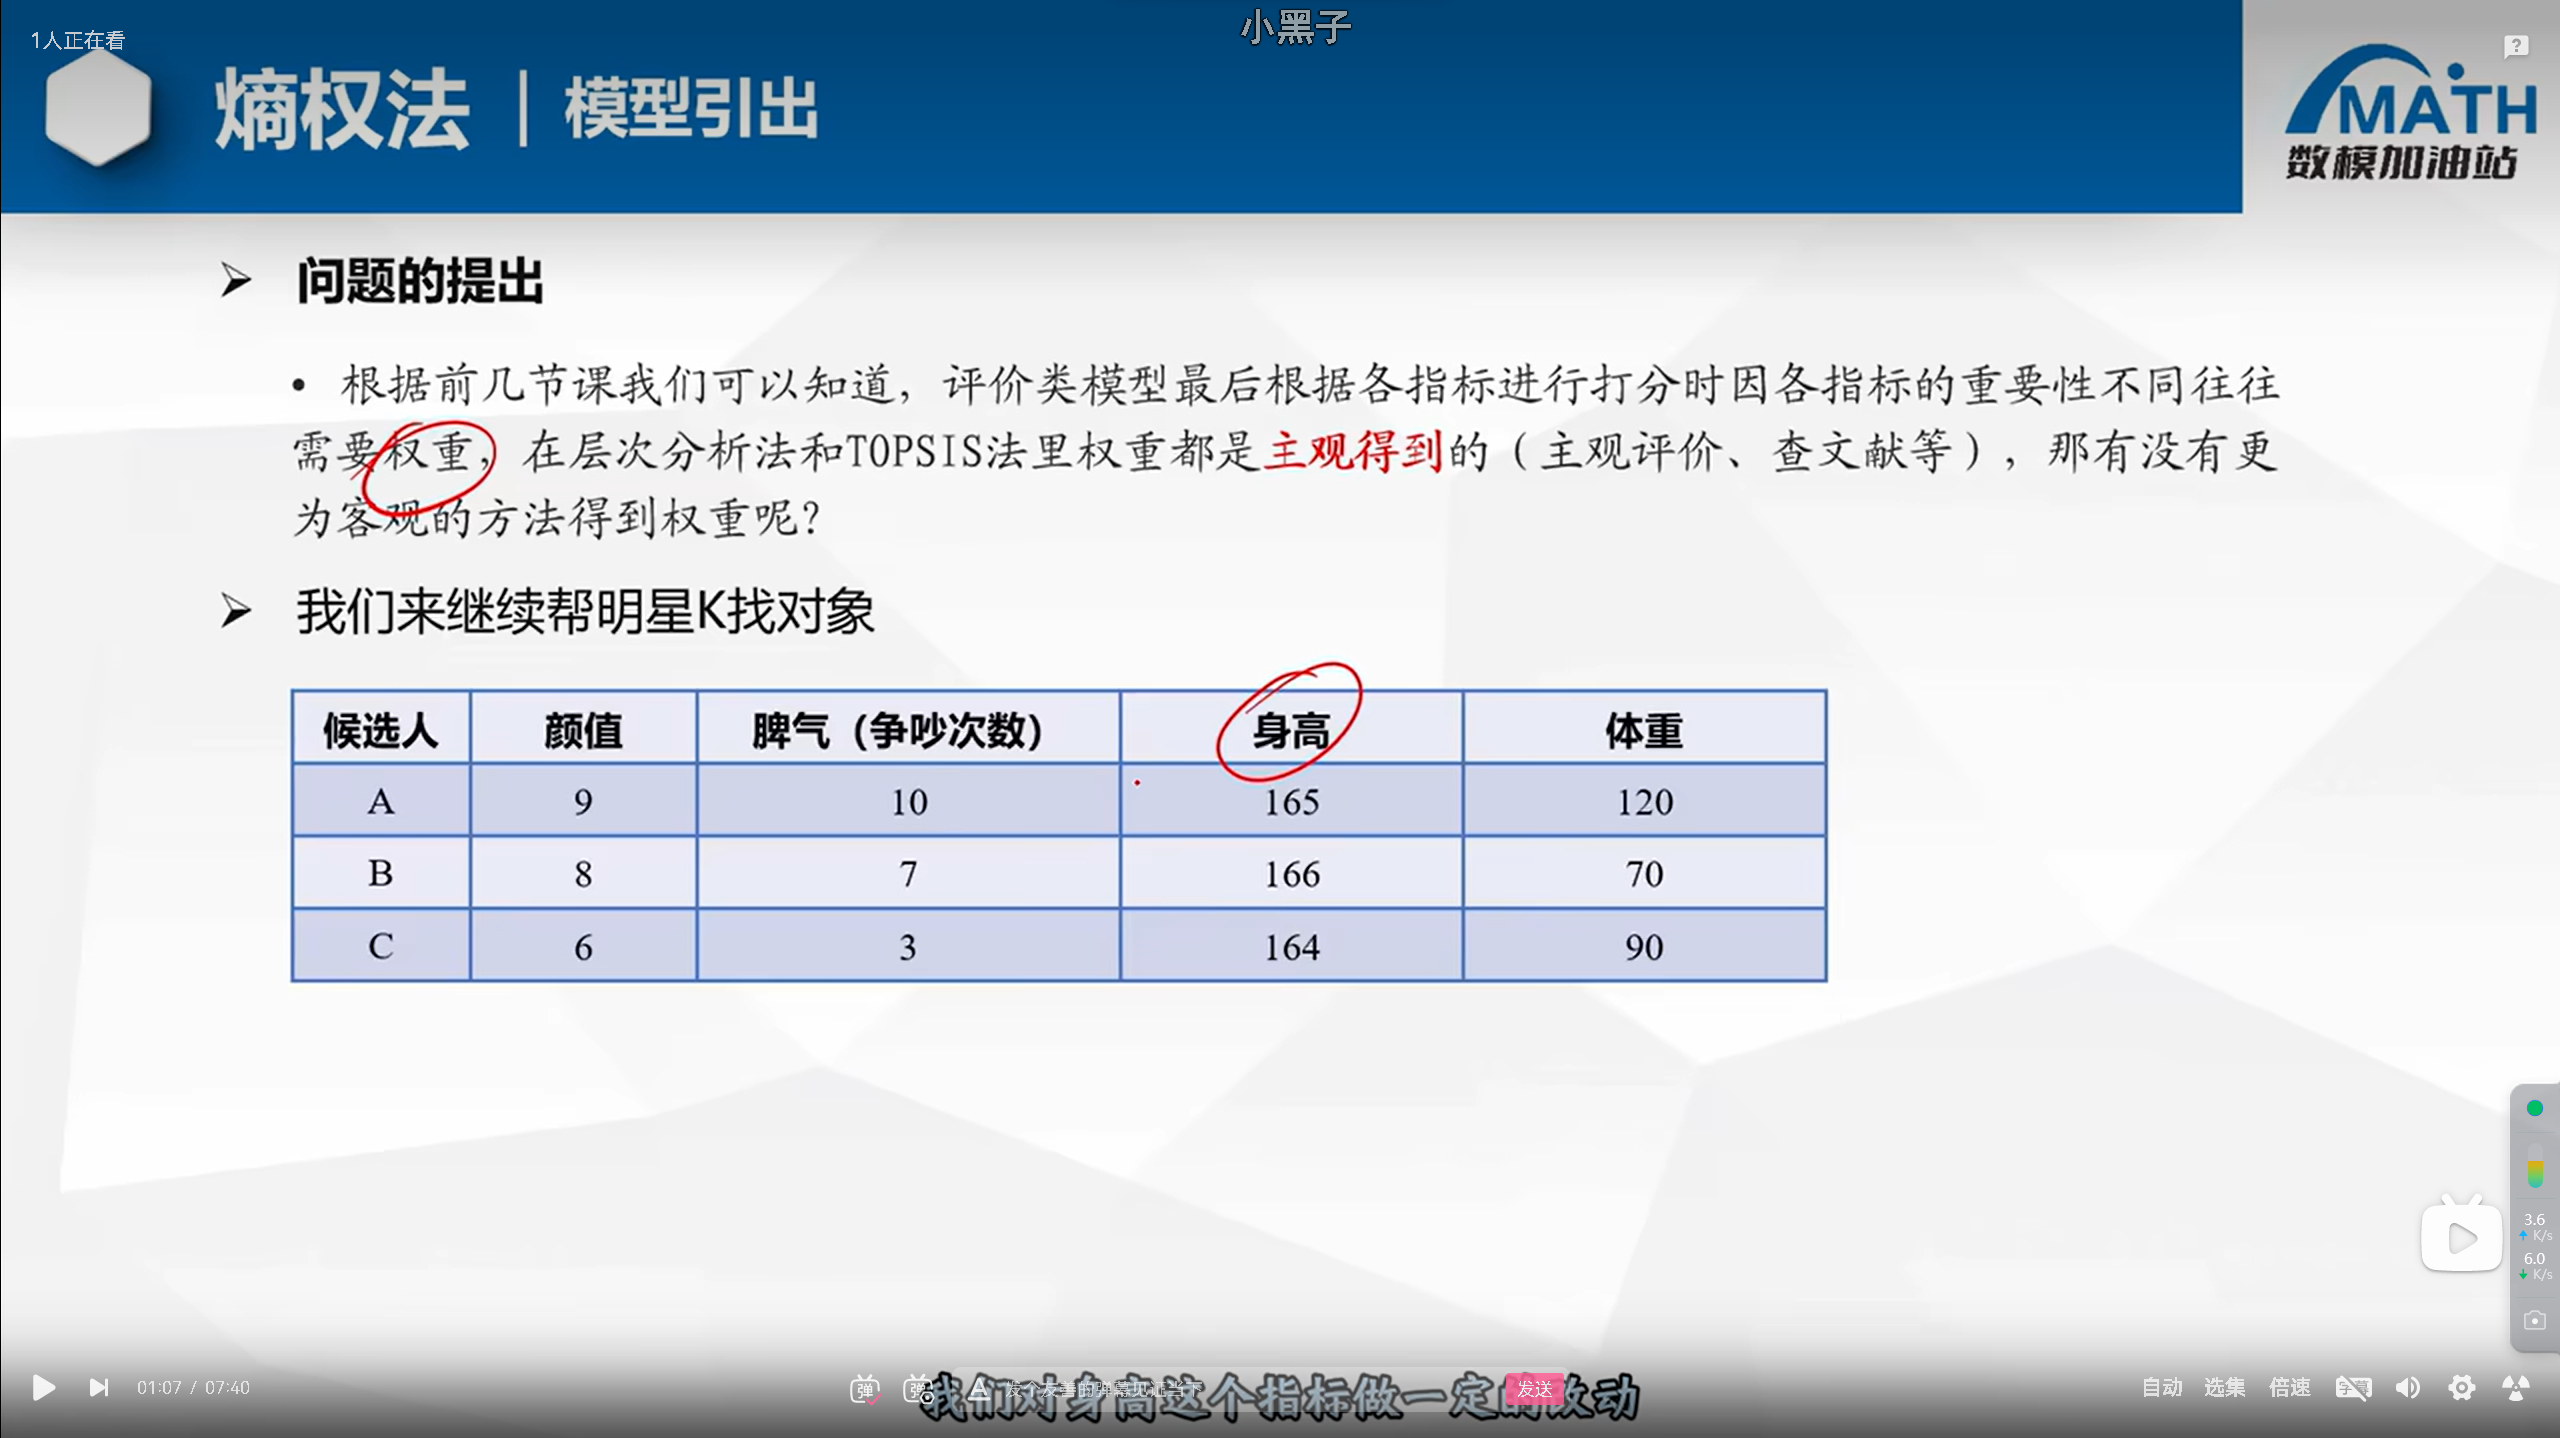 小黑子
1人正在看
熵权法 | 模型引出
MATH
数模加油站
问题的提出
• 根据前几节课我们可以知道，评价类模型最后根据各指标进行打分时因各指标的重要性不同往往
需要权重，在层次分析法和TOPSIS法里权重都是主观得到的（主观评价、查文献等），那有没有更
为客观的方法得到权重呢？
我们来继续帮明星K找对象
候选人 颜值 脾气（争吵次数） 身高 体重
A 9 10 165 120
B 8 7 166 70
C 6 3 164 90
3.6
K/s
6.0
K/s
01:07 / 07:40
弹 弹 A 发个友善的弹幕见证当下 发送
我们对身高这个指标做一定的改动
自动 选集 倍速 字幕